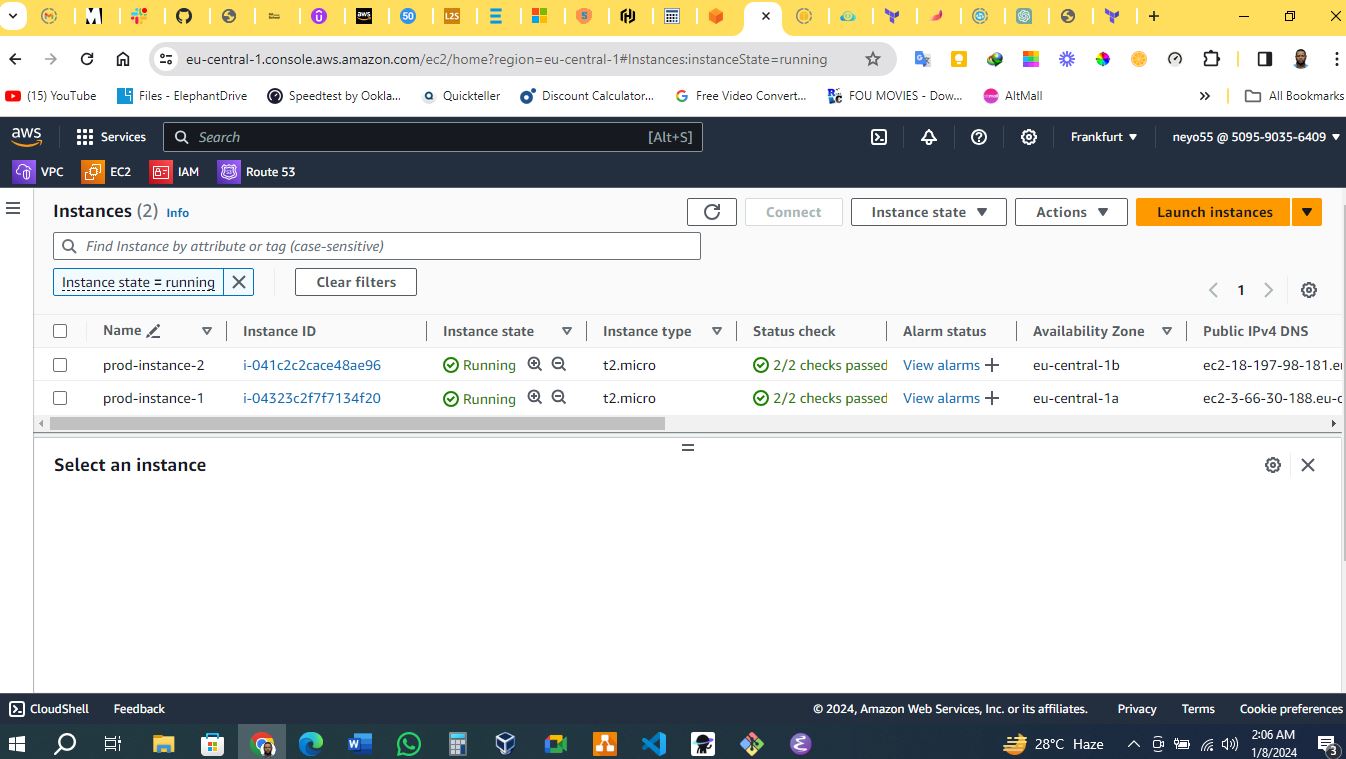 50
L2S
eu-central-1.console.aws.amazon.com/ec2/home?region=eu-central-1#Instances:instanceState=running
(15) YouTube
Files - ElephantDrive
Speedtest by Ookla...
Quickteller
Discount Calculator...
Free Video Convert...
FOU MOVIES - Dow...
AltMall
All Bookmarks
aws
Services
Search
[Alt+S]
Frankfurt
neyo55 @ 5095-9035-6409
VPC
EC2
IAM
Route 53
Instances (2) Info
Connect
Instance state
Actions
Launch instances
Find Instance by attribute or tag (case-sensitive)
Instance state = running
Clear filters
1
Name
Instance ID
Instance state
Instance type
Status check
Alarm status
Availability Zone
Public IPv4 DNS
prod-instance-2
i-041c2c2cace48ae96
Running
t2.micro
2/2 checks passed
View alarms
eu-central-1b
ec2-18-197-98-181.eu
prod-instance-1
i-04323c2f7f7134f20
Running
t2.micro
2/2 checks passed
View alarms
eu-central-1a
ec2-3-66-30-188.eu-c
Select an instance
CloudShell
Feedback
© 2024, Amazon Web Services, Inc. or its affiliates.
Privacy
Terms
Cookie preferences
28°C Haze
2:06 AM
1/8/2024
3